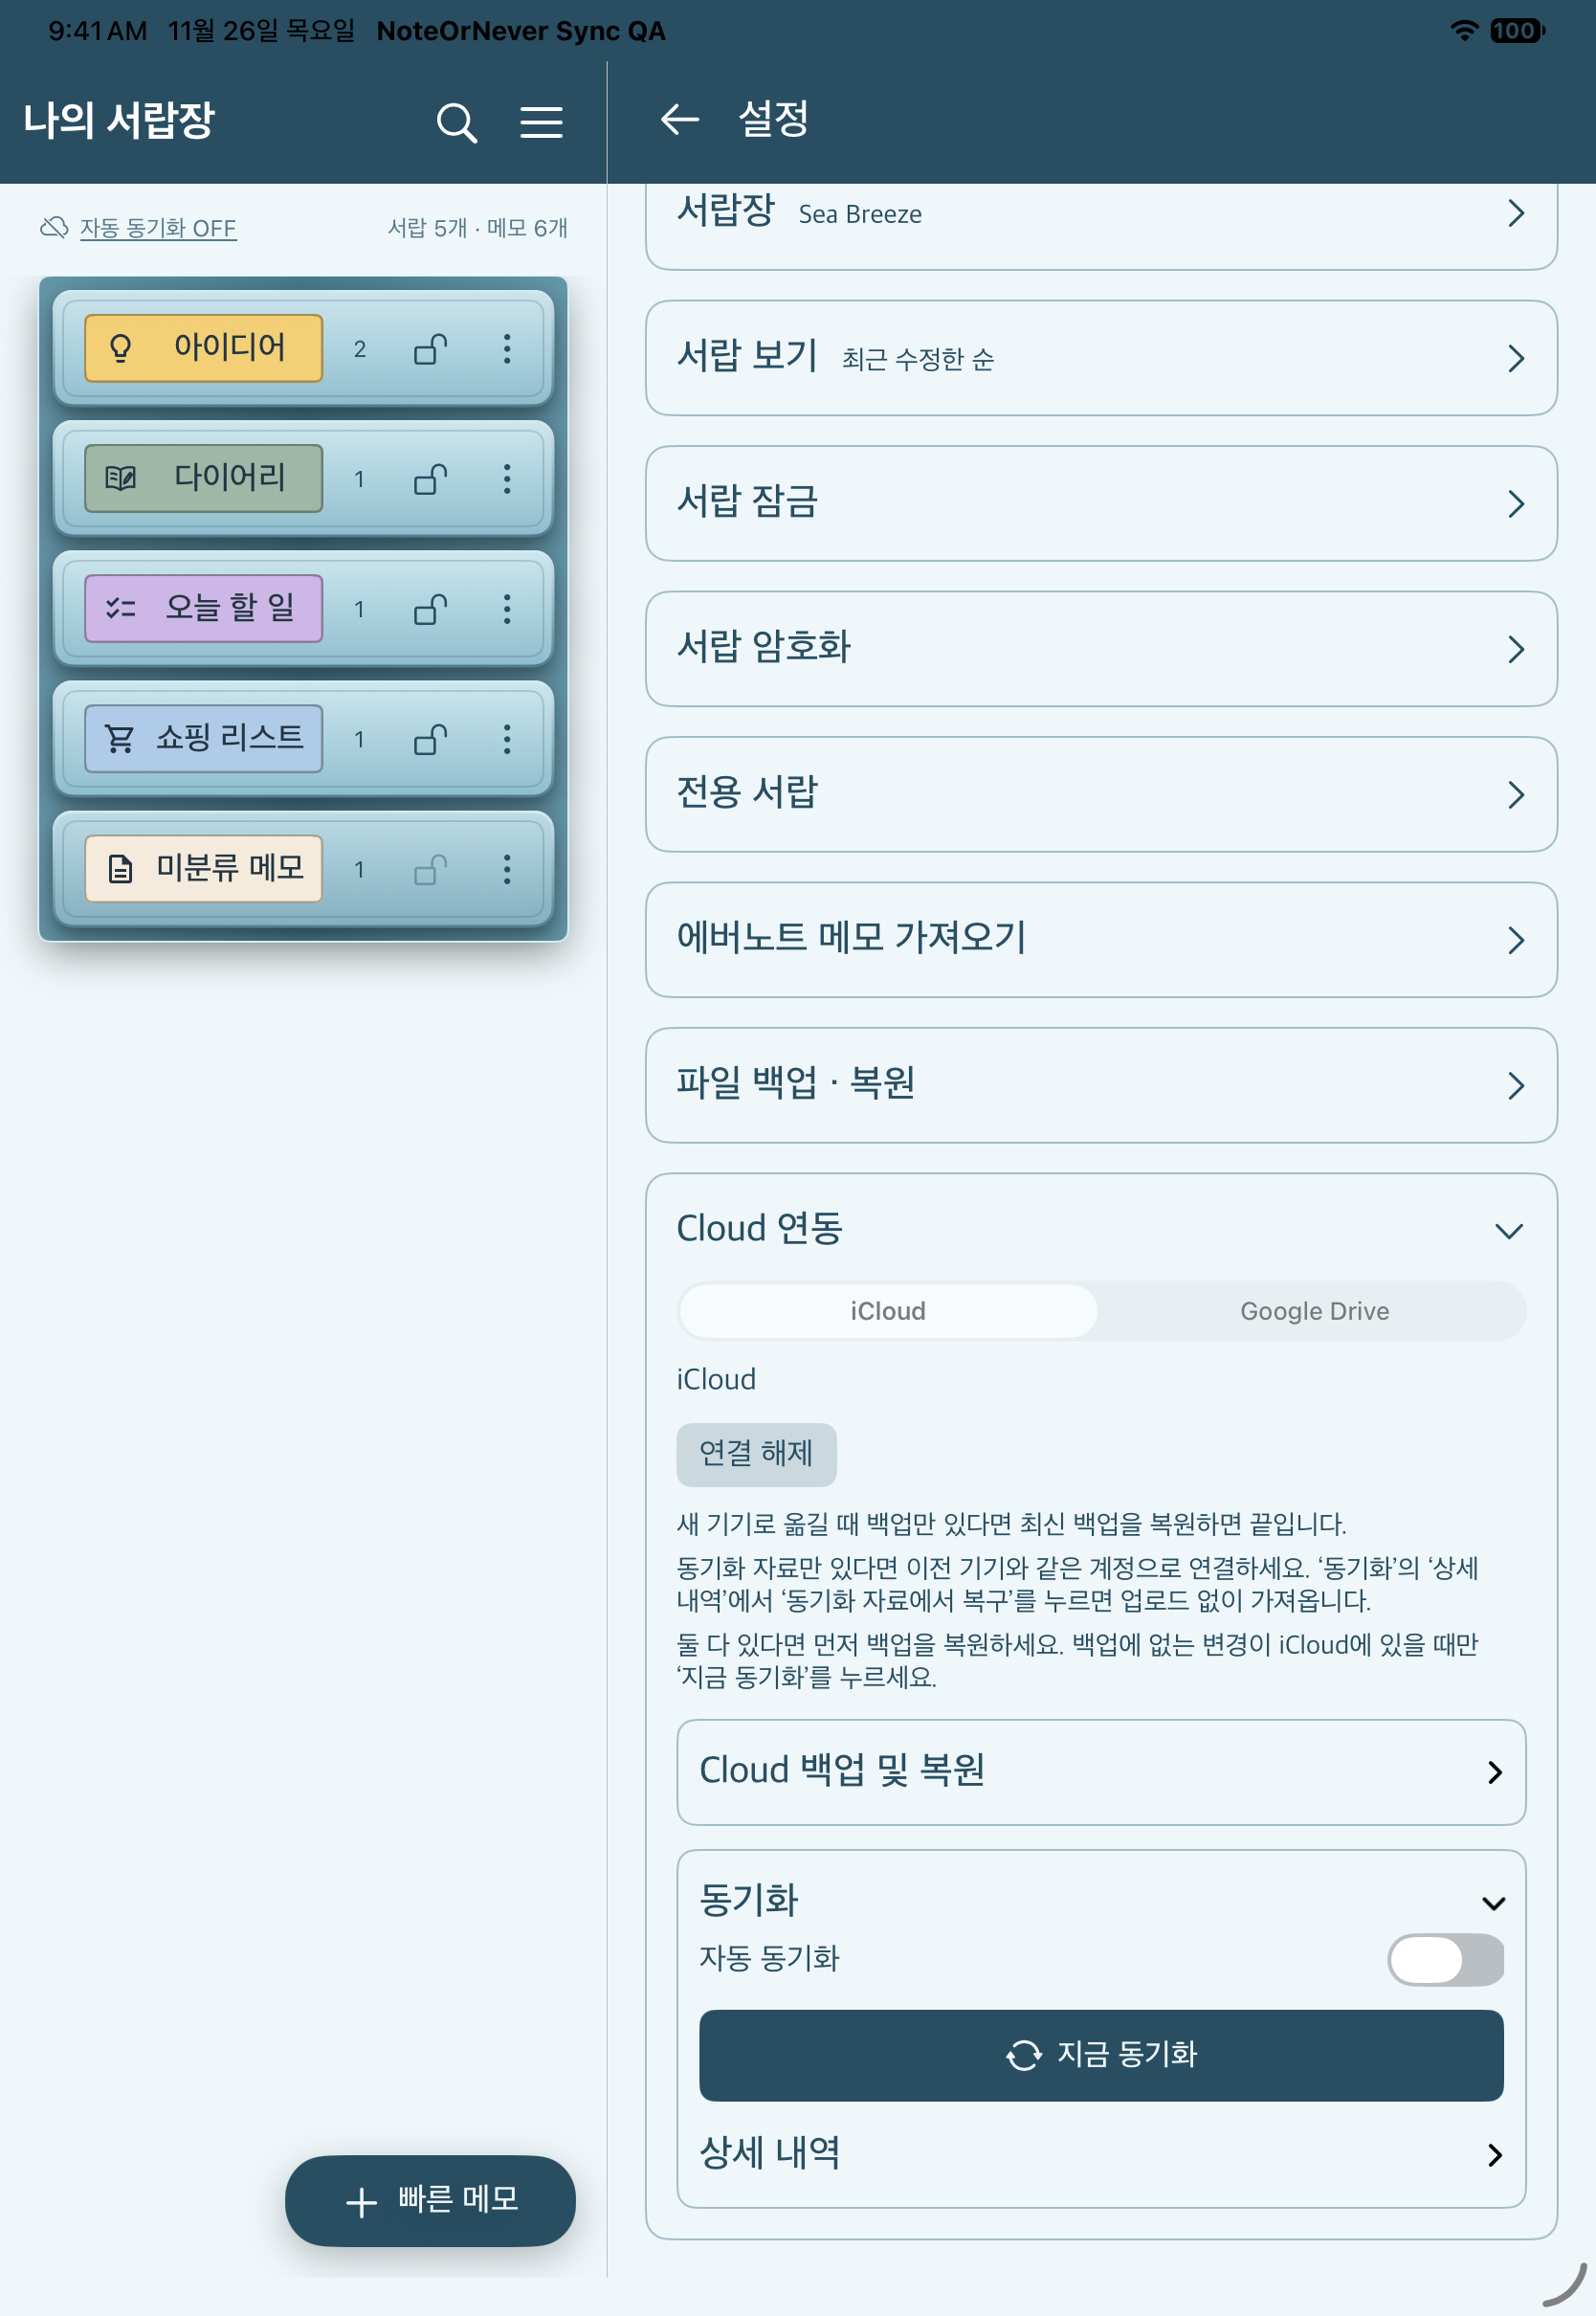 9:41 AM 11월 26일 목요일 NoteOrNever Sync QA
100
나의 서랍장
자동 동기화 OFF
서랍 5개 · 메모 6개
아이디어 2
다이어리 1
오늘 할 일 1
쇼핑 리스트 1
미분류 메모 1
빠른 메모
설정
서랍장 Sea Breeze
서랍 보기 최근 수정한 순
서랍 잠금
서랍 암호화
전용 서랍
에버노트 메모 가져오기
파일 백업 · 복원
Cloud 연동
iCloud
Google Drive
iCloud
연결 해제
새 기기로 옮길 때 백업만 있다면 최신 백업을 복원하면 끝입니다.
동기화 자료만 있다면 이전 기기와 같은 계정으로 연결하세요. ‘동기화’의 ‘상세
내역’에서 ‘동기화 자료에서 복구’를 누르면 업로드 없이 가져옵니다.
둘 다 있다면 먼저 백업을 복원하세요. 백업에 없는 변경이 iCloud에 있을 때만
‘지금 동기화’를 누르세요.
Cloud 백업 및 복원
동기화
자동 동기화
지금 동기화
상세 내역